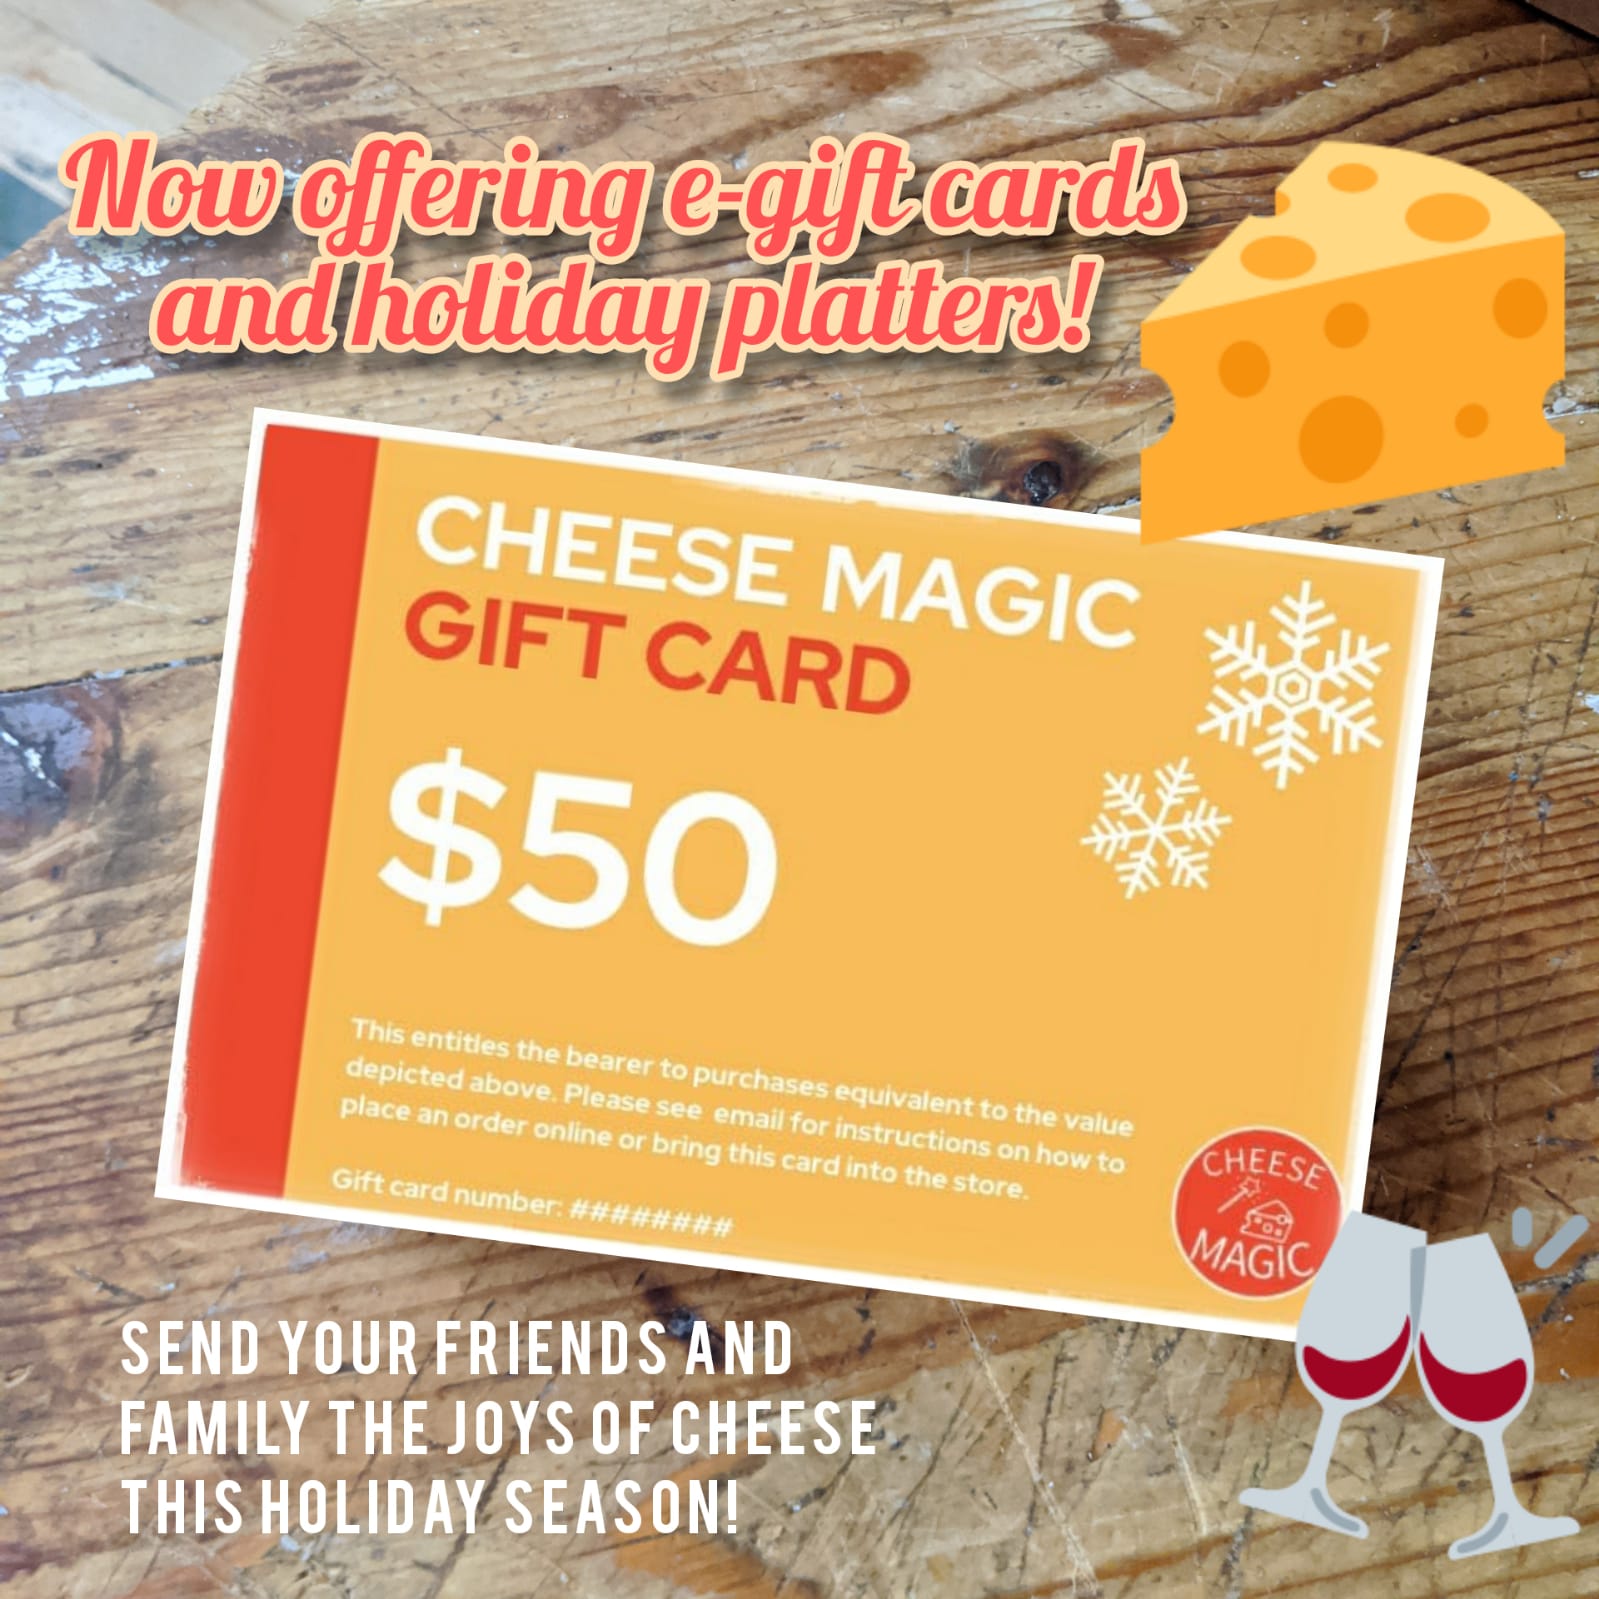 Now offering e-gift cards
and holiday platters!
CHEESE MAGIC
GIFT CARD
$50
This entitles the bearer to purchases equivalent to the value
depicted above. Please see email for instructions on how to
place an order online or bring this card into the store.
Gift card number: ########
CHEESE
MAGIC
SEND YOUR FRIENDS AND
FAMILY THE JOYS OF CHEESE
THIS HOLIDAY SEASON!